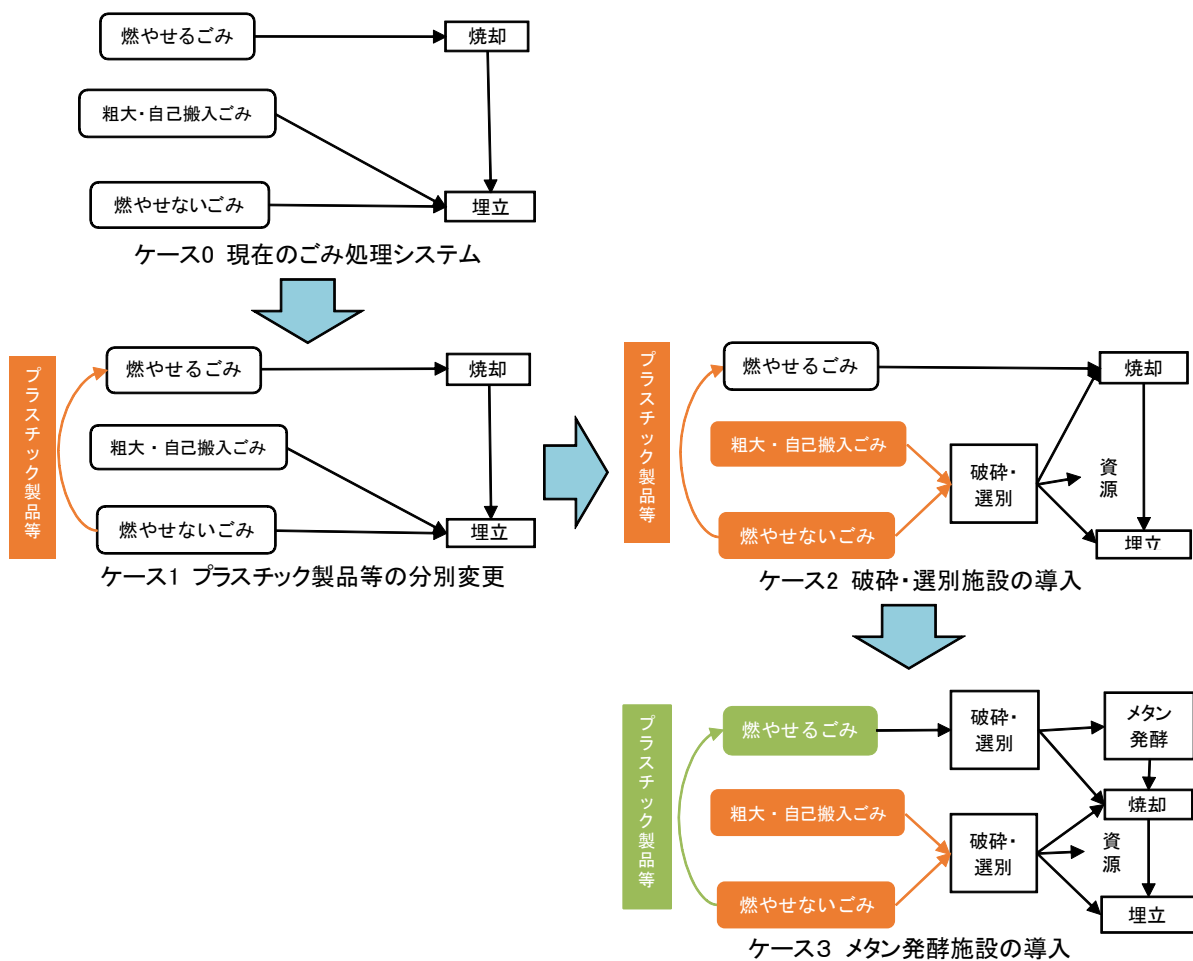 燃やせるごみ
焼却
粗大・自己搬入ごみ
燃やせないごみ
埋立
ケース0 現在のごみ処理システム
プラスチック製品等
燃やせるごみ
焼却
粗大・自己搬入ごみ
燃やせないごみ
埋立
ケース1 プラスチック製品等の分別変更
プラスチック製品等
燃やせるごみ
焼却
粗大・自己搬入ごみ
破砕・
選別
資
源
燃やせないごみ
埋立
ケース2 破砕・選別施設の導入
プラスチック製品等
燃やせるごみ
破砕・
選別
メタン
発酵
焼却
粗大・自己搬入ごみ
破砕・
選別
資
源
燃やせないごみ
埋立
ケース3 メタン発酵施設の導入